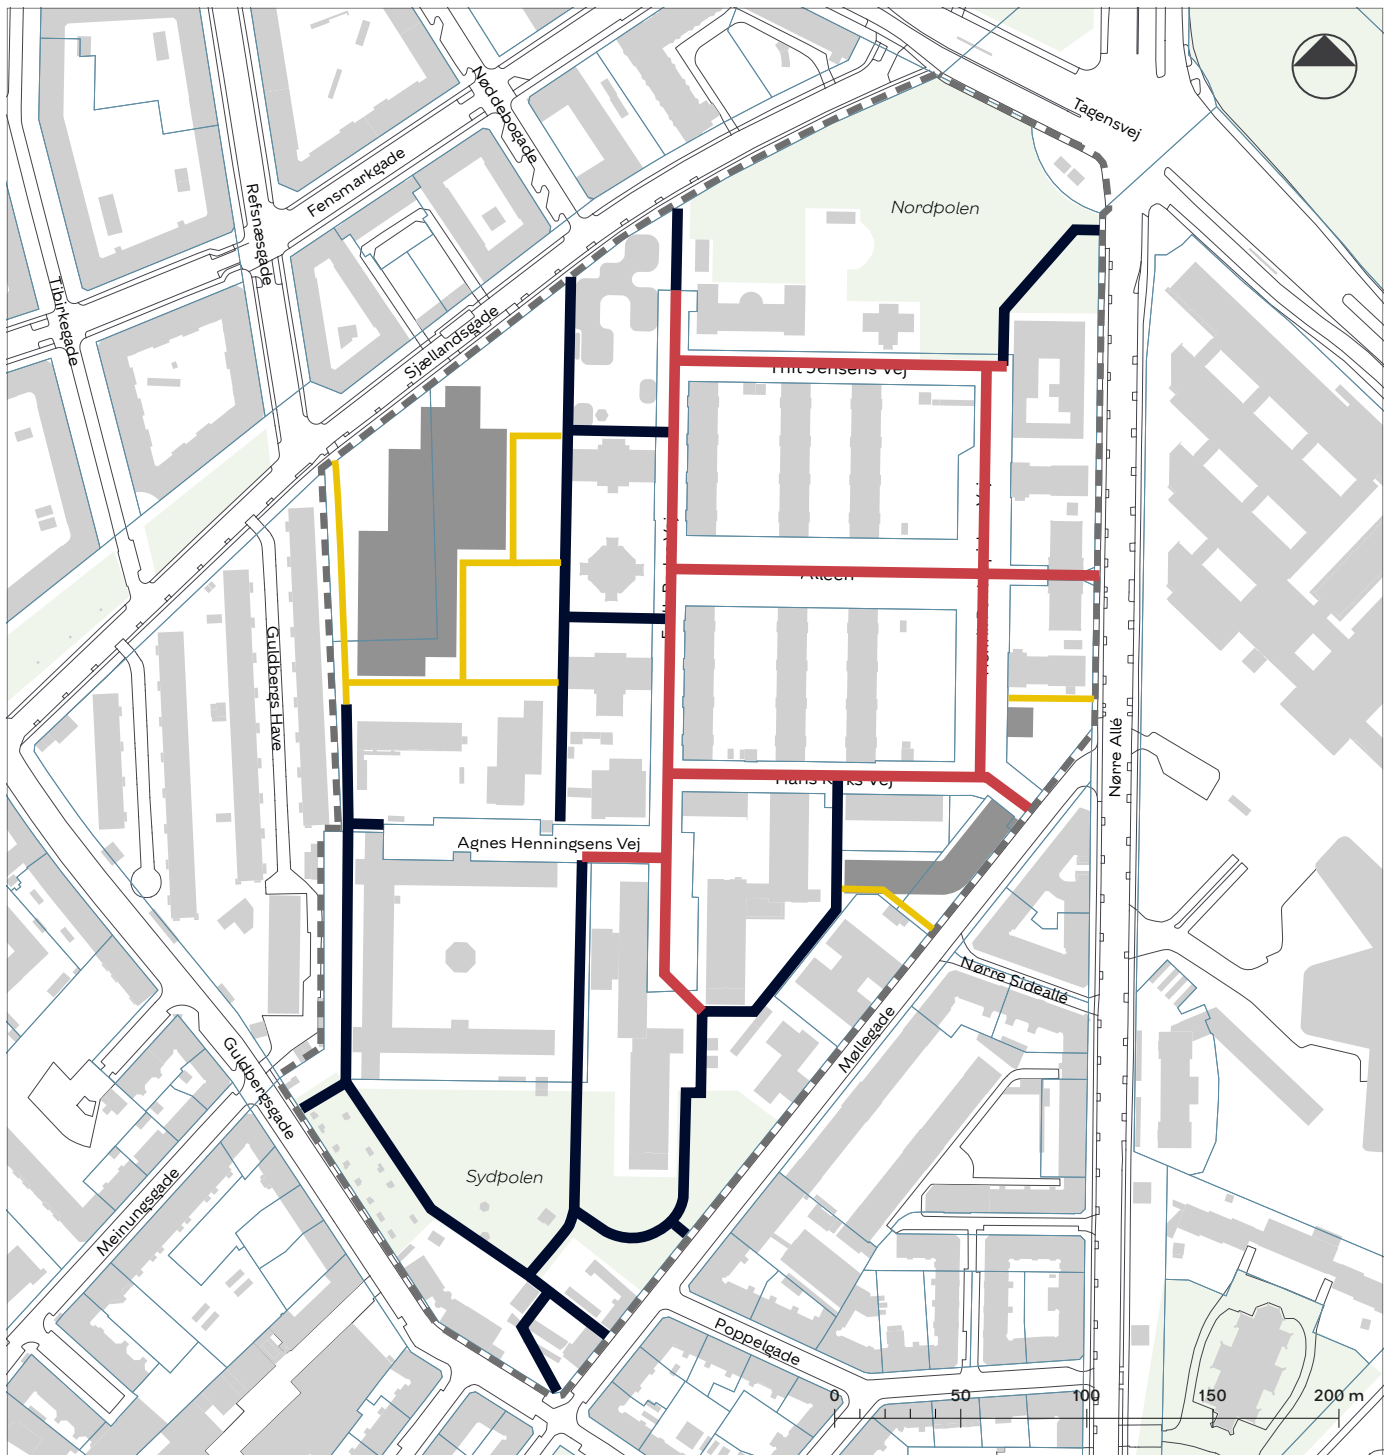 Nøddebogade
Tagensvej
Fensmarkgade
Refsnæsgade
Nordpolen
Tibirkegade
Sjællandsgade
Alléen
Guldbergs Have
Nørre Allé
Agnes Henningsens Vej
Nørre Sideallé
Møllegade
Guldbergsgade
Sydpolen
Meinungsgade
Poppelgade
0 50 100 150 200 m